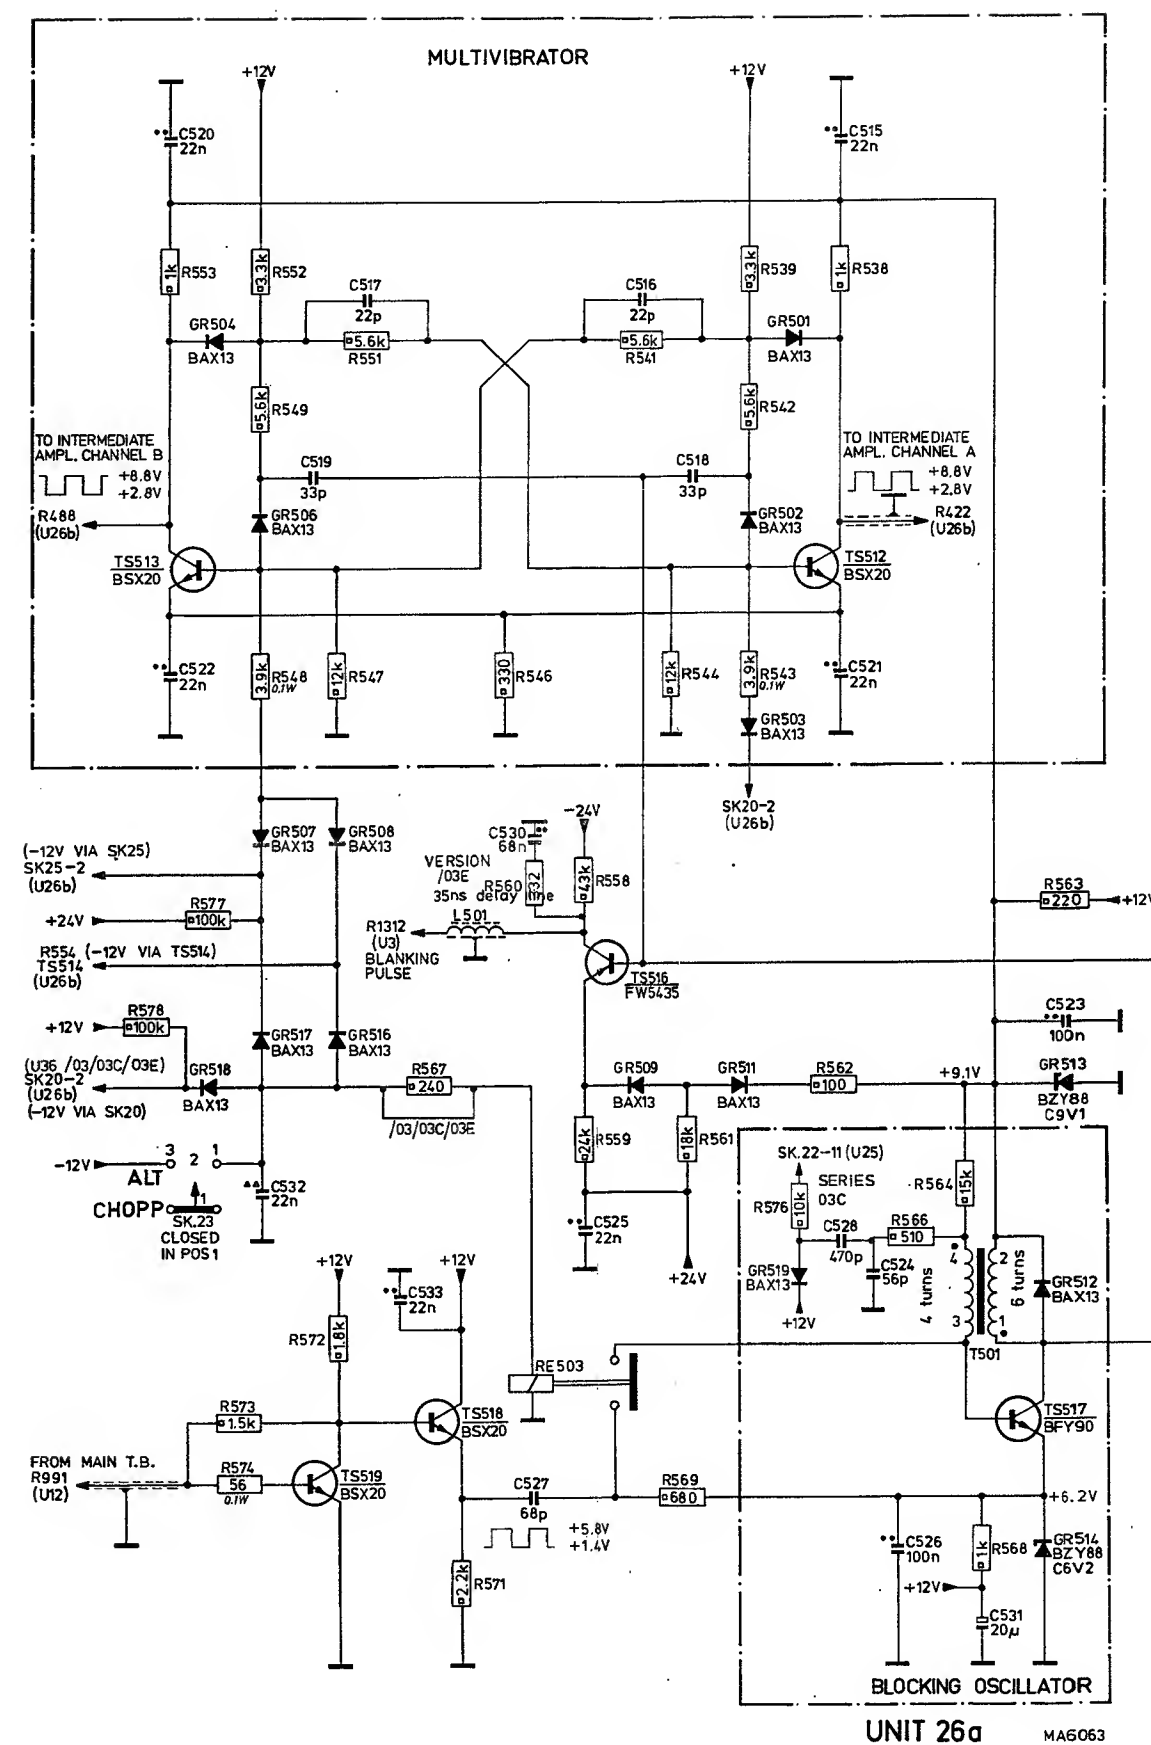 MULTIVIBRATOR
+12V
+12V
C520
22n
C515
22n
R553
1k
R552
3.3k
R539
3.3k
R538
1k
C517
22p
C516
22p
GR504
BAX13
5.6k
R551
5.6k
R541
GR501
BAX13
5.6k
R549
5.6k
R542
TO INTERMEDIATE
AMPL. CHANNEL B
+8.8V
+2.8V
R488
(U26b)
C519
33p
C518
33p
TO INTERMEDIATE
AMPL. CHANNEL A
+8.8V
+2.8V
R422
(U26b)
GR506
BAX13
GR502
BAX13
TS513
BSX20
TS512
BSX20
C522
22n
3.9k
R548
0.1W
12k
R547
330
R546
12k
R544
3.9k
R543
0.1W
C521
22n
GR503
BAX13
SK20-2
(U26b)
-24V
GR507
BAX13
GR508
BAX13
C530
68n
(-12V VIA SK25)
SK25-2
(U26b)
VERSION
/03E
R560
332
35ns delay line
43k
R558
R577
100k
+24V
L501
R1312
(U3)
BLANKING
PULSE
R563
220
+12V
R554 (-12V VIA TS514)
TS514
(U26b)
TS516
FW5435
R578
100k
+12V
GR517
BAX13
GR516
BAX13
C523
100n
(U36 /03/03C/03E)
SK20-2
(U26b)
(-12V VIA SK20)
GR518
BAX13
R567
240
/03/03C/03E
GR509
BAX13
GR511
BAX13
R562
100
+9.1V
GR513
BZY88
C9V1
24k
R559
18k
R561
-12V
3 2 1
ALT
CHOPP
1
SK.23
CLOSED
IN POS 1
C532
22n
C525
22n
+24V
SK.22-11 (U25)
SERIES
03C
R576
10k
C528
470p
R566
510
R564
15k
C524
56p
GR519
BAX13
+12V
4 turns
4
3
2
1
6 turns
T501
GR512
BAX13
+12V
+12V
C533
22n
R572
1.8k
RE503
R573
1.5k
TS518
BSX20
TS517
BFY90
FROM MAIN T.B.
R991
(U12)
R574
56
0.1W
TS519
BSX20
C527
68p
+5.8V
+1.4V
R569
680
+6.2V
2.2k
R571
C526
100n
1k
R568
GR514
BZY88
C6V2
+12V
C531
20µ
BLOCKING OSCILLATOR
UNIT 26a
MA6063